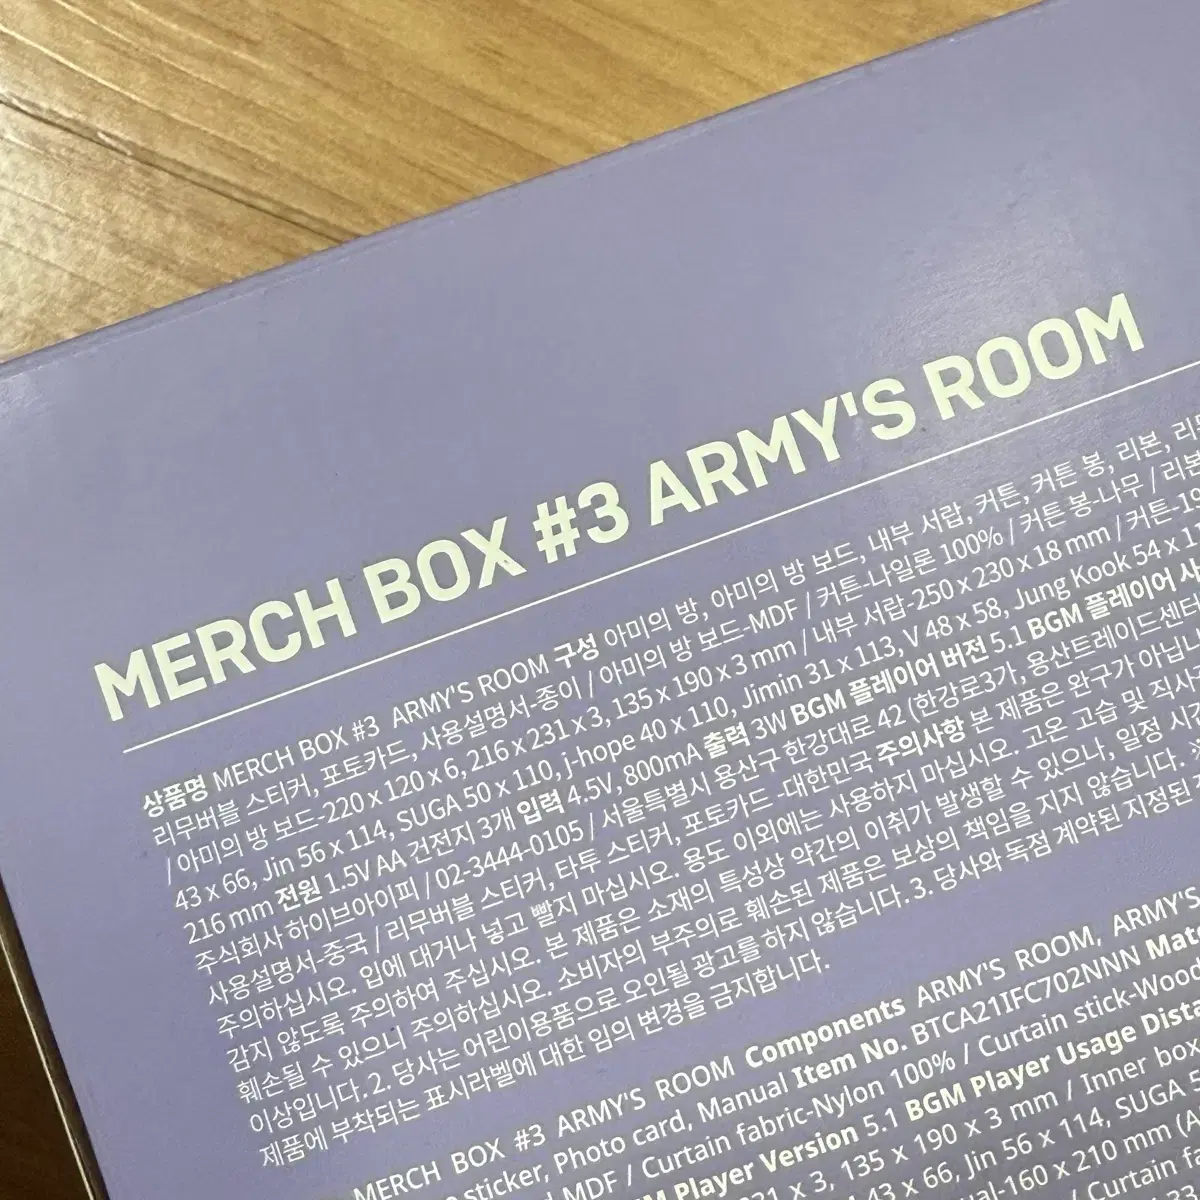 MERCH BOX #3 ARMY'S ROOM
상품명 MERCH BOX #3 ARMY'S ROOM 구성 아미의 방, 아미의 방 보드, 내부 서랍, 커튼, 커튼 봉, 리본, 리무
리무버블 스티커, 포토카드, 사용설명서-종이 / 아미의 방 보드-MDF / 커튼-나일론 100% / 커튼 봉-나무 / 리본
/ 아미의 방 보드-220 x 120 x 6, 216 x 231 x 3, 135 x 190 x 3 mm / 내부 서랍-250 x 230 x 18 mm / 커튼-19
43 x 66, Jin 56 x 114, SUGA 50 x 110, j-hope 40 x 110, Jimin 31 x 113, V 48 x 58, Jung Kook 54 x 1
216 mm 전원 1.5V AA 건전지 3개 입력 4.5V, 800mA 출력 3W BGM 플레이어 버전 5.1 BGM 플레이어 사
주식회사 하이브아이피 / 02-3444-0105 / 서울특별시 용산구 한강대로 42 (한강로3가, 용산트레이드센터
사용설명서-중국 / 리무버블 스티커, 타투 스티커, 포토카드 -대한민국 주의사항 본 제품은 완구가 아닙니
주의하십시오. 입에 대거나 넣고 빨지 마십시오. 용도 이외에는 사용하지 마십시오. 고온 고습 및 직사
감지 않도록 주의하여 주십시오. 본 제품은 소재의 특성상 약간의 이취가 발생할 수 있으나, 일정 시
훼손될 수 있으니 주의하십시오. 소비자의 부주의로 훼손된 제품은 보상의 책임을 지지 않습니다.
이상입니다. 2. 당사는 어린이용품으로 오인될 광고를 하지 않습니다. 3. 당사와 독점 계약된 지정된
제품에 부착되는 표시라벨에 대한 임의 변경을 금지합니다.
MERCH BOX #3 ARMY'S ROOM Components ARMY'S ROOM, ARMY'S
sticker, Photo card, Manual Item No. BTCA21IFC702NNN Mate
MDF / Curtain fabric-Nylon 100% / Curtain stick-Wood
Player Version 5.1 BGM Player Usage Dista
x 3, 135 x 190 x 3 mm / Inner box
43 x 66, Jin 56 x 114, SUGA
160 x 210 mm (A
Curtain fa